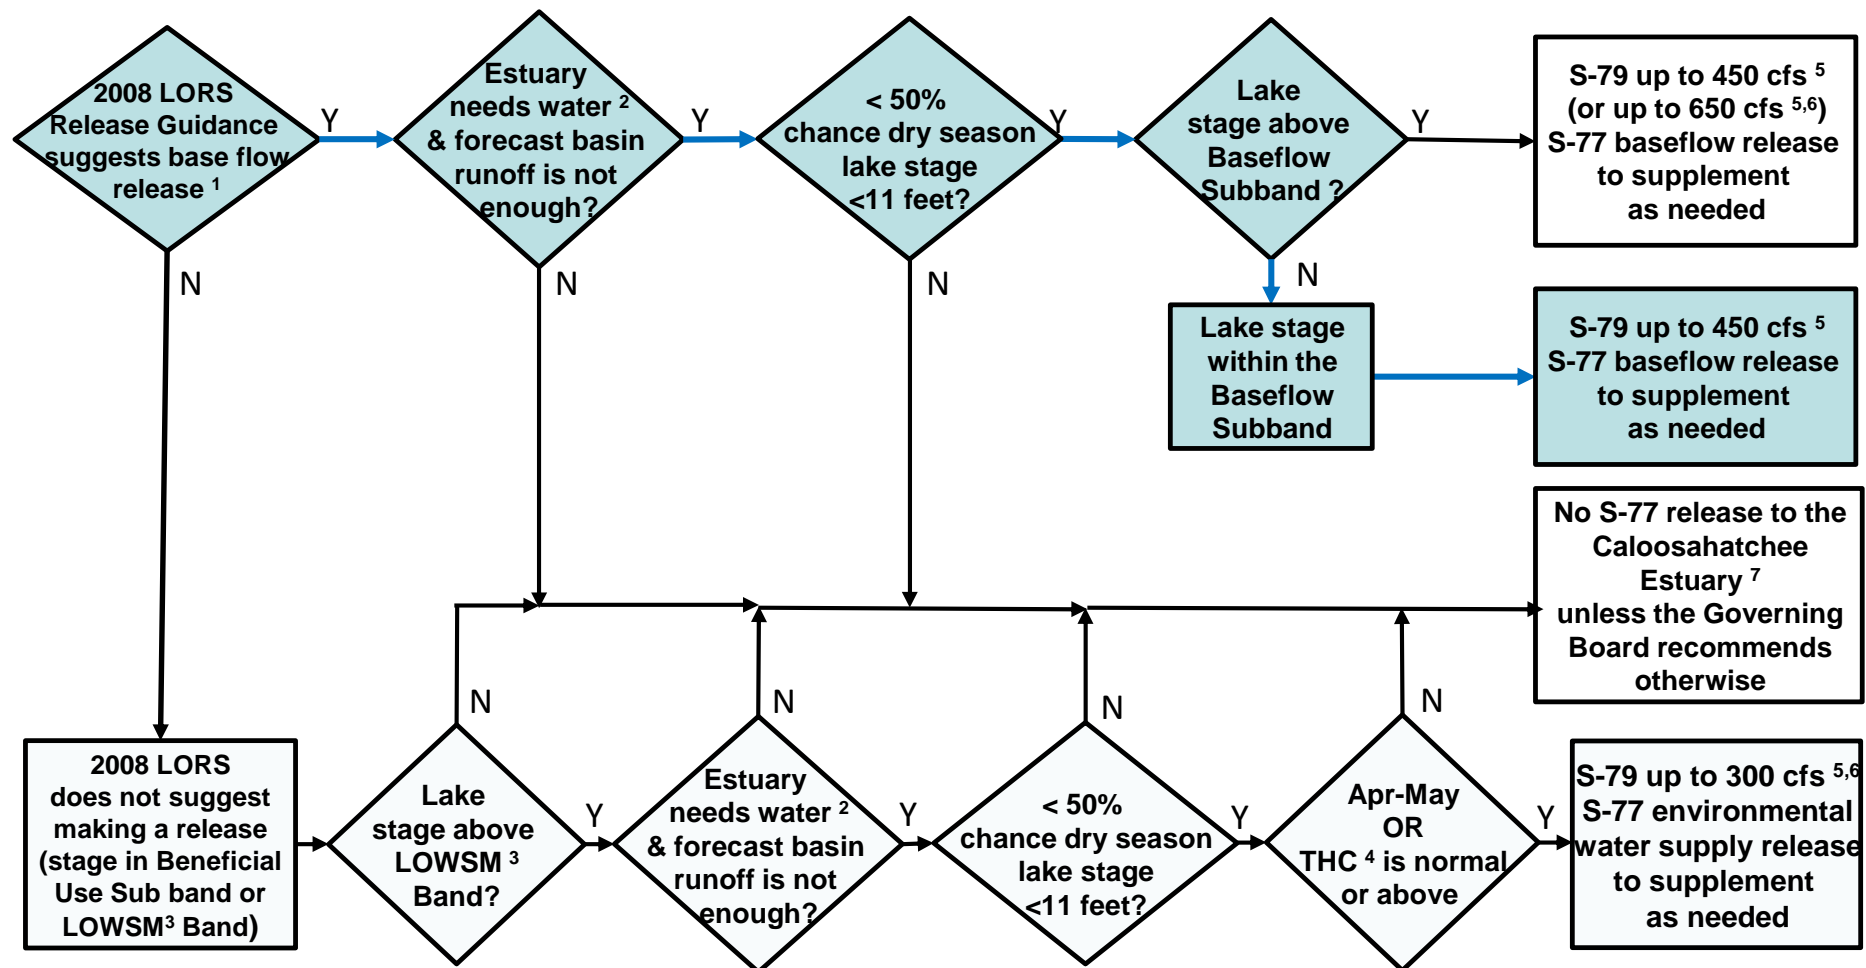 2008 LORS
Release Guidance
suggests base flow
release 1
Y
N
Estuary
needs water 2
& forecast basin
runoff is not
enough?
Y
N
< 50%
chance dry season
lake stage
<11 feet?
Y
N
Lake
stage above
Baseflow
Subband ?
Y
N
S-79 up to 450 cfs 5
(or up to 650 cfs 5,6)
S-77 baseflow release
to supplement
as needed
Lake stage
within the
Baseflow
Subband
S-79 up to 450 cfs 5
S-77 baseflow release
to supplement
as needed
No S-77 release to the
Caloosahatchee
Estuary 7
unless the Governing
Board recommends
otherwise
2008 LORS
does not suggest
making a release
(stage in Beneficial
Use Sub band or
LOWSM3 Band)
Lake
stage above
LOWSM 3
Band?
N
Y
Estuary
needs water 2
& forecast basin
runoff is not
enough?
N
Y
< 50%
chance dry season
lake stage
<11 feet?
N
Y
Apr-May
OR
THC 4 is normal
or above
N
Y
S-79 up to 300 cfs 5,6
S-77 environmental
water supply release
to supplement
as needed